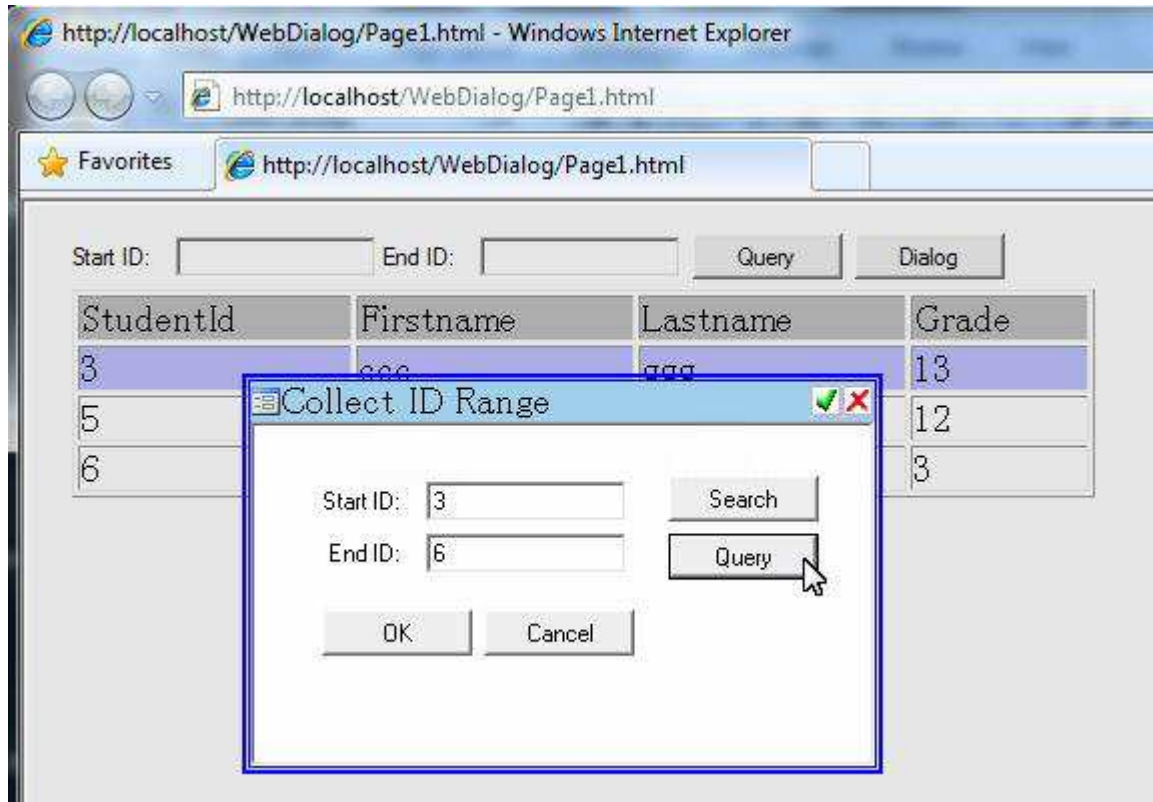 http://localhost/WebDialog/Page1.html - Windows Internet Explorer
http://localhost/WebDialog/Page1.html
Favorites http://localhost/WebDialog/Page1.html
Start ID: End ID: Query Dialog
StudentId Firstname Lastname Grade
3 13
5 12
6 3
Collect ID Range
Start ID: 3 Search
End ID: 6 Query
OK Cancel